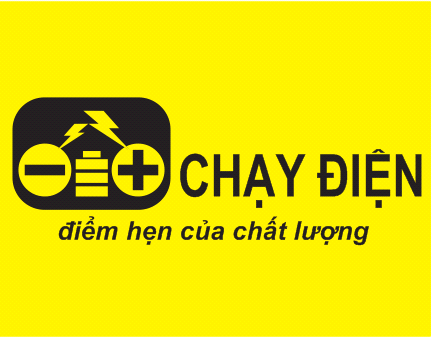 CHẠY ĐIỆN
điểm hẹn của chất lượng